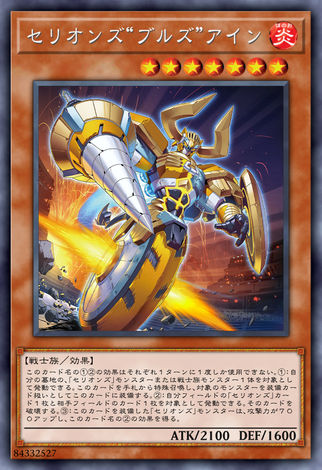 セリオンズ“ブルズ”アイン
炎
【戦士族／効果】
このカード名の①②の効果はそれぞれ１ターンに１度しか使用できない。①：自
分の墓地の、「セリオンズ」モンスターまたは戦士族モンスター１体を対象とし
て発動できる。このカードを手札から特殊召喚し、対象のモンスターを装備カー
ド扱いとしてこのカードに装備する。②：自分フィールドの「セリオンズ」カー
ド１枚と相手フィールドのカード１枚を対象として発動できる。そのカードを
破壊する。③：このカードを装備した「セリオンズ」モンスターは、攻撃力が７０
０アップし、このカード名の②の効果を得る。
ATK/2100 DEF/1600
84332527